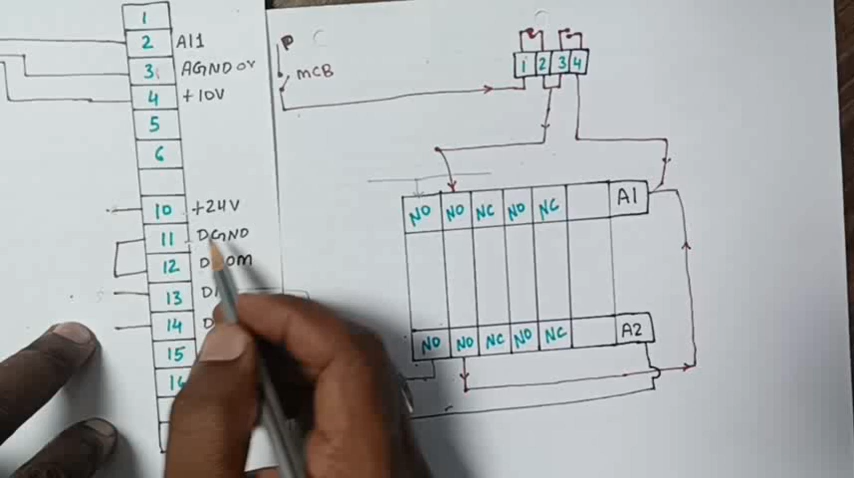 1
2 AI1
3 AGND or
4 +10V
5
6
10 +24V
11 DGND
12
13
14
15
P
MCB
1 2 3 4
NO NO NC NO NC A1
NO NO NC NO NC A2